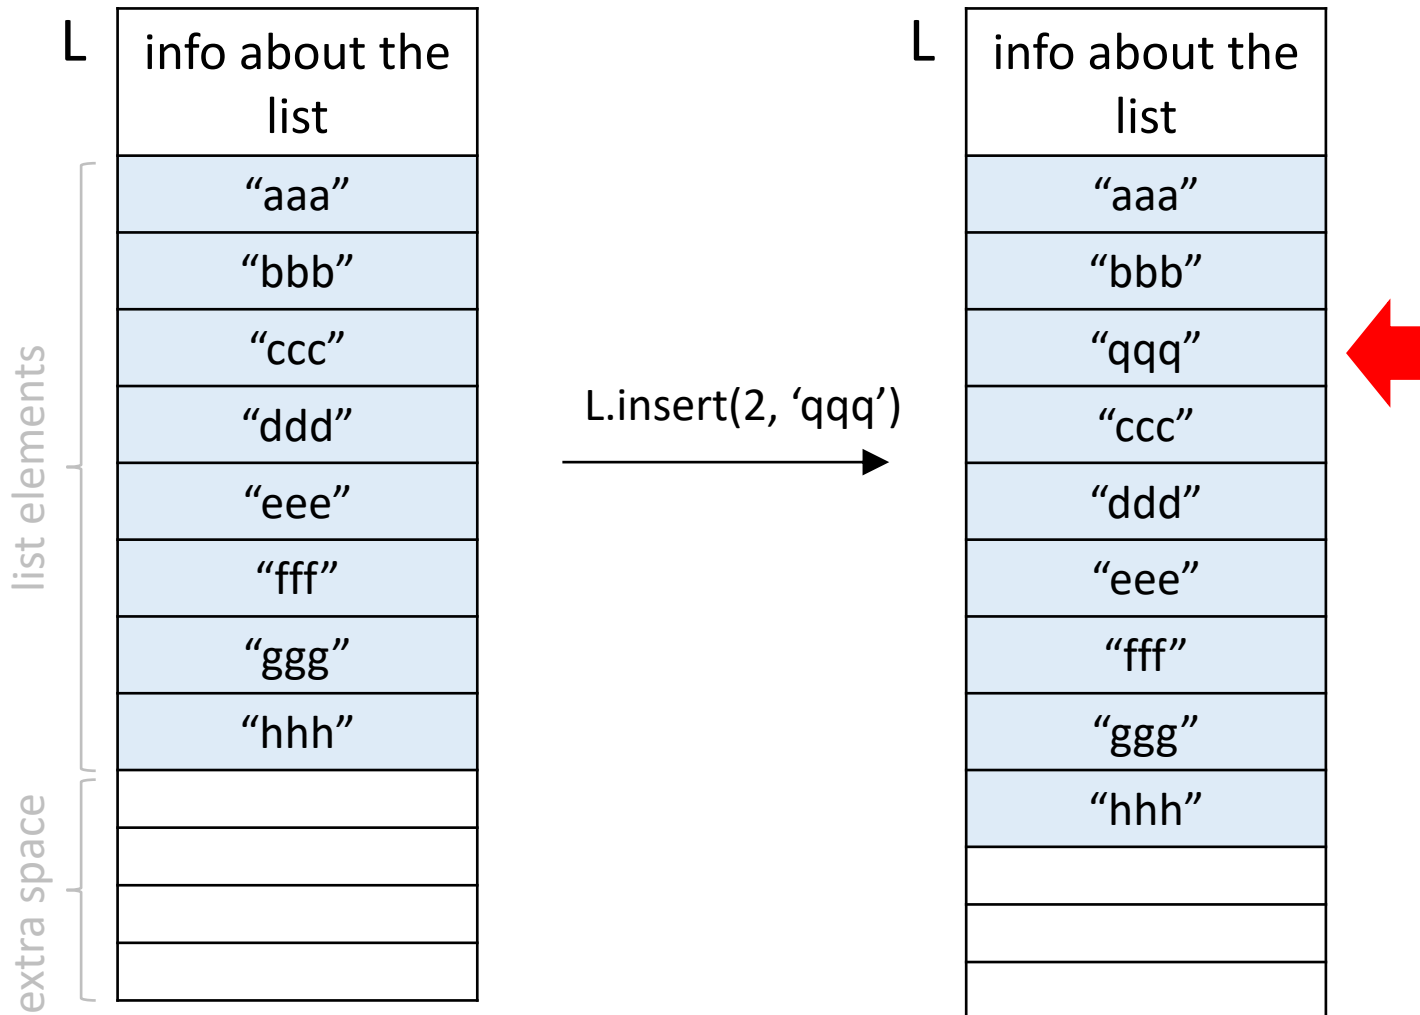 L
info about the
list
“aaa”
“bbb”
“ccc”
“ddd”
“eee”
“fff”
“ggg”
“hhh”
list elements
extra space
L.insert(2, ‘qqq’)
L
info about the
list
“aaa”
“bbb”
“qqq”
“ccc”
“ddd”
“eee”
“fff”
“ggg”
“hhh”